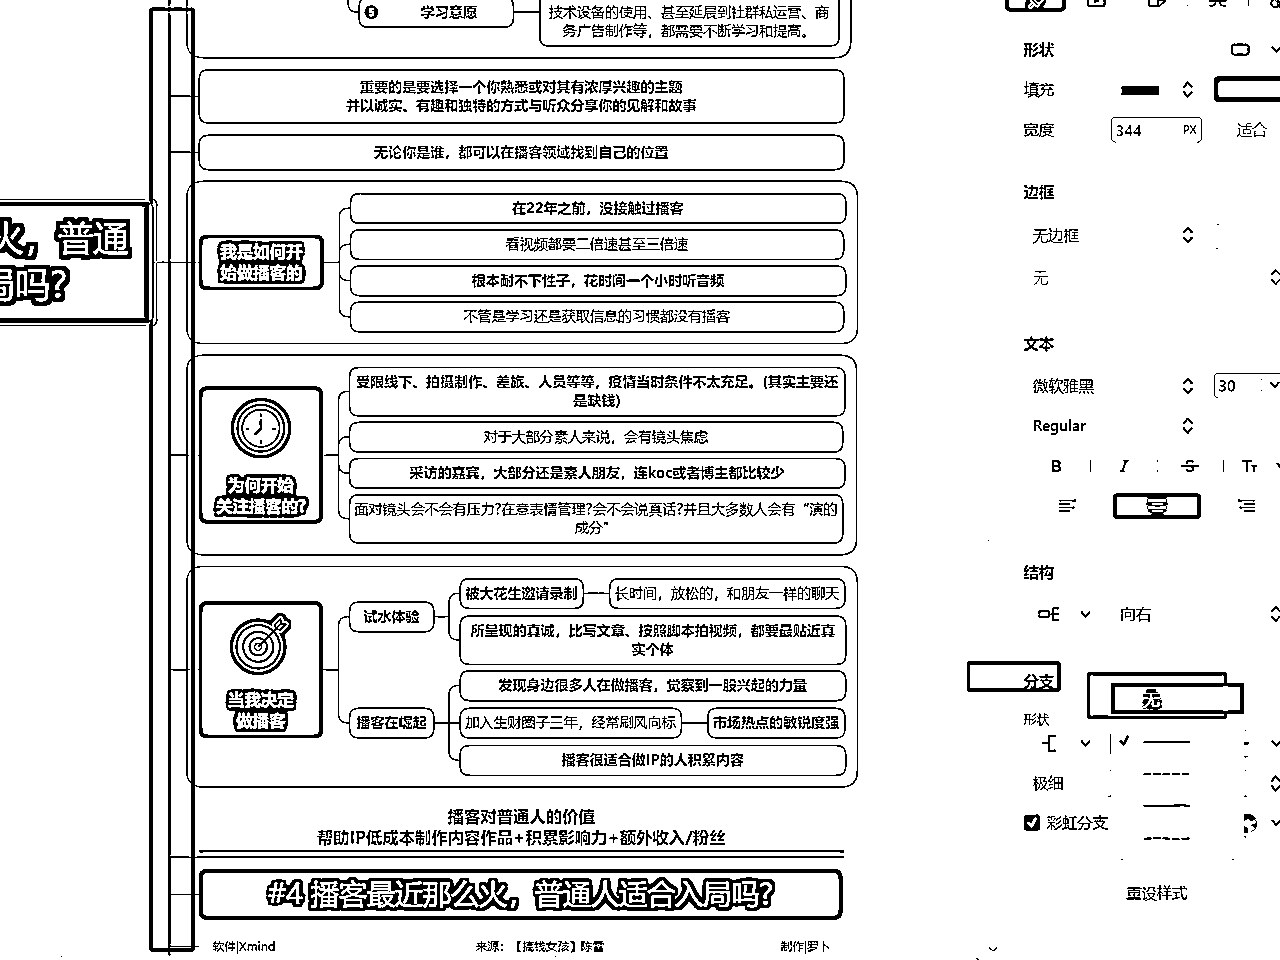 ❶ 学习意愿
技术设备的使用、甚至延展到社群私运营、商
务广告制作等，都需要不断学习和提高。
重要的是要选择一个你熟悉或对其有浓厚兴趣的主题
并以诚实、有趣和独特的方式与听众分享你的见解和故事
无论你是谁，都可以在播客领域找到自己的位置
火，普通
局吗？
我是如何开
始做播客的
在22年之前，没接触过播客
看视频都要二倍速甚至三倍速
根本耐不下性子，花时间一个小时听音频
不管是学习还是获取信息的习惯都没有播客
为何开始
关注播客的?
受限线下、拍摄制作、差旅、人员等等，疫情当时条件不太充足。(其实主要还
是缺钱)
对于大部分素人来说，会有镜头焦虑
采访的嘉宾，大部分还是素人朋友，连koc或者博主都比较少
面对镜头会不会有压力?在意表情管理?会不会说真话?并且大多数人会有“演的
成分”
当我决定
做播客
试水体验
被大花生邀请录制
长时间，放松的，和朋友一样的聊天
所呈现的真诚，比写文章、按照脚本拍视频，都要最贴近真
实个体
播客在崛起
发现身边很多人在做播客，觉察到一股兴起的力量
加入生财圈子三年，经常刷风向标
市场热点的敏锐度强
播客很适合做IP的人积累内容
播客对普通人的价值
帮助IP低成本制作内容作品+积累影响力+额外收入/粉丝
#4 播客最近那么火，普通人适合入局吗？
软件|Xmind
来源：【搞钱女孩】陈雷
制作|罗卜
形状
填充
宽度
344 PX
适合
边框
无边框
无
文本
微软雅黑
30
Regular
B I S Tт
结构
向右
分支
无
形状
极细
彩虹分支
重设样式